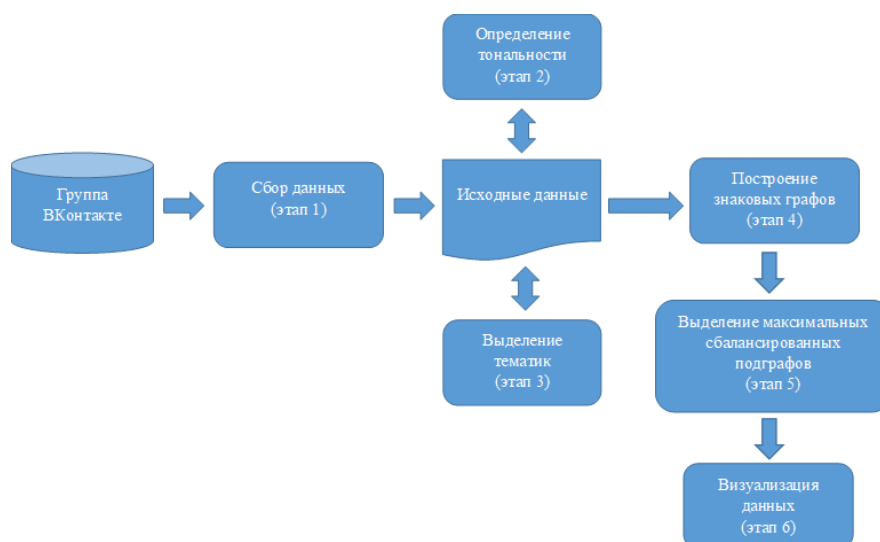 Определение
тональности
(этап 2)
Группа
ВКонтакте
Сбор данных
(этап 1)
Исходные данные
Построение
знаковых графов
(этап 4)
Выделение
тематик
(этап 3)
Выделение максимальных
сбалансированных
подграфов
(этап 5)
Визуализация
данных
(этап 6)